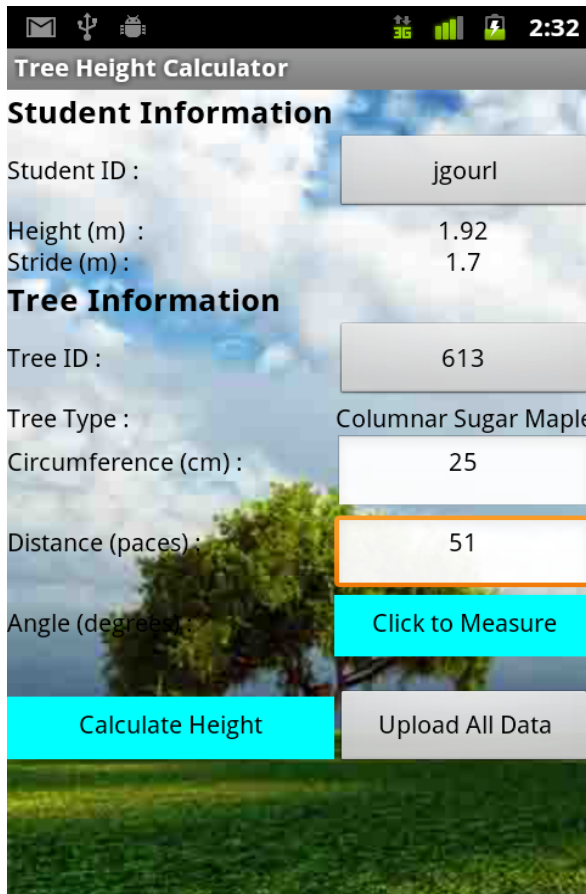 3G 2:32
Tree Height Calculator
Student Information
Student ID : jgourl
Height (m) : 1.92
Stride (m) : 1.7
Tree Information
Tree ID : 613
Tree Type : Columnar Sugar Maple
Circumference (cm) : 25
Distance (paces) : 51
Angle (degrees) : Click to Measure
Calculate Height Upload All Data